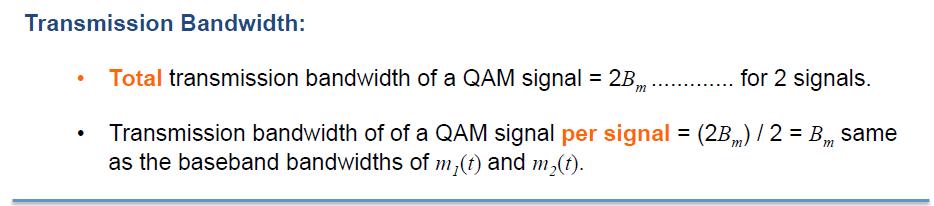 Transmission Bandwidth:
• Total transmission bandwidth of a QAM signal = 2Bm ............. for 2 signals.
• Transmission bandwidth of of a QAM signal per signal = (2Bm) / 2 = Bm same
as the baseband bandwidths of m1(t) and m2(t).